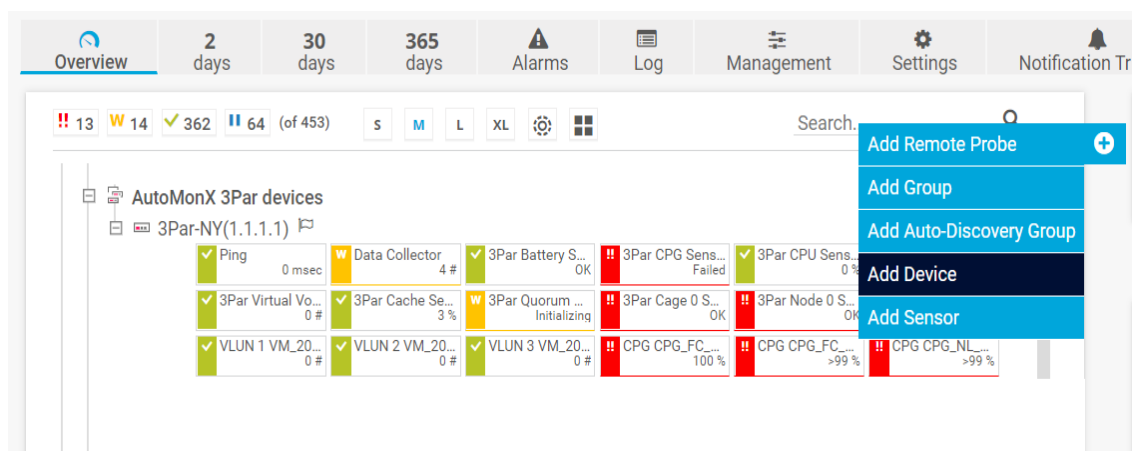 Overview
2
days
30
days
365
days
Alarms
Log
Management
Settings
Notification Tr
!! 13 W 14 362 64 (of 453) S M L XL Search.
Add Remote Probe
Add Group
Add Auto-Discovery Group
Add Device
Add Sensor
AutoMonX 3Par devices
3Par-NY(1.1.1.1)
Ping
0 msec
W Data Collector
4 #
3Par Battery S...
OK
!! 3Par CPG Sens...
Failed
3Par CPU Sens...
0 %
3Par Virtual Vo...
0 #
3Par Cache Se...
3 %
W 3Par Quorum ...
Initializing
!! 3Par Cage 0 S...
OK
!! 3Par Node 0 S...
OK
VLUN 1 VM_20...
0 #
VLUN 2 VM_20...
0 #
VLUN 3 VM_20...
0 #
!! CPG CPG_FC_...
100 %
!! CPG CPG_FC_...
>99 %
!! CPG CPG_NL_...
>99 %